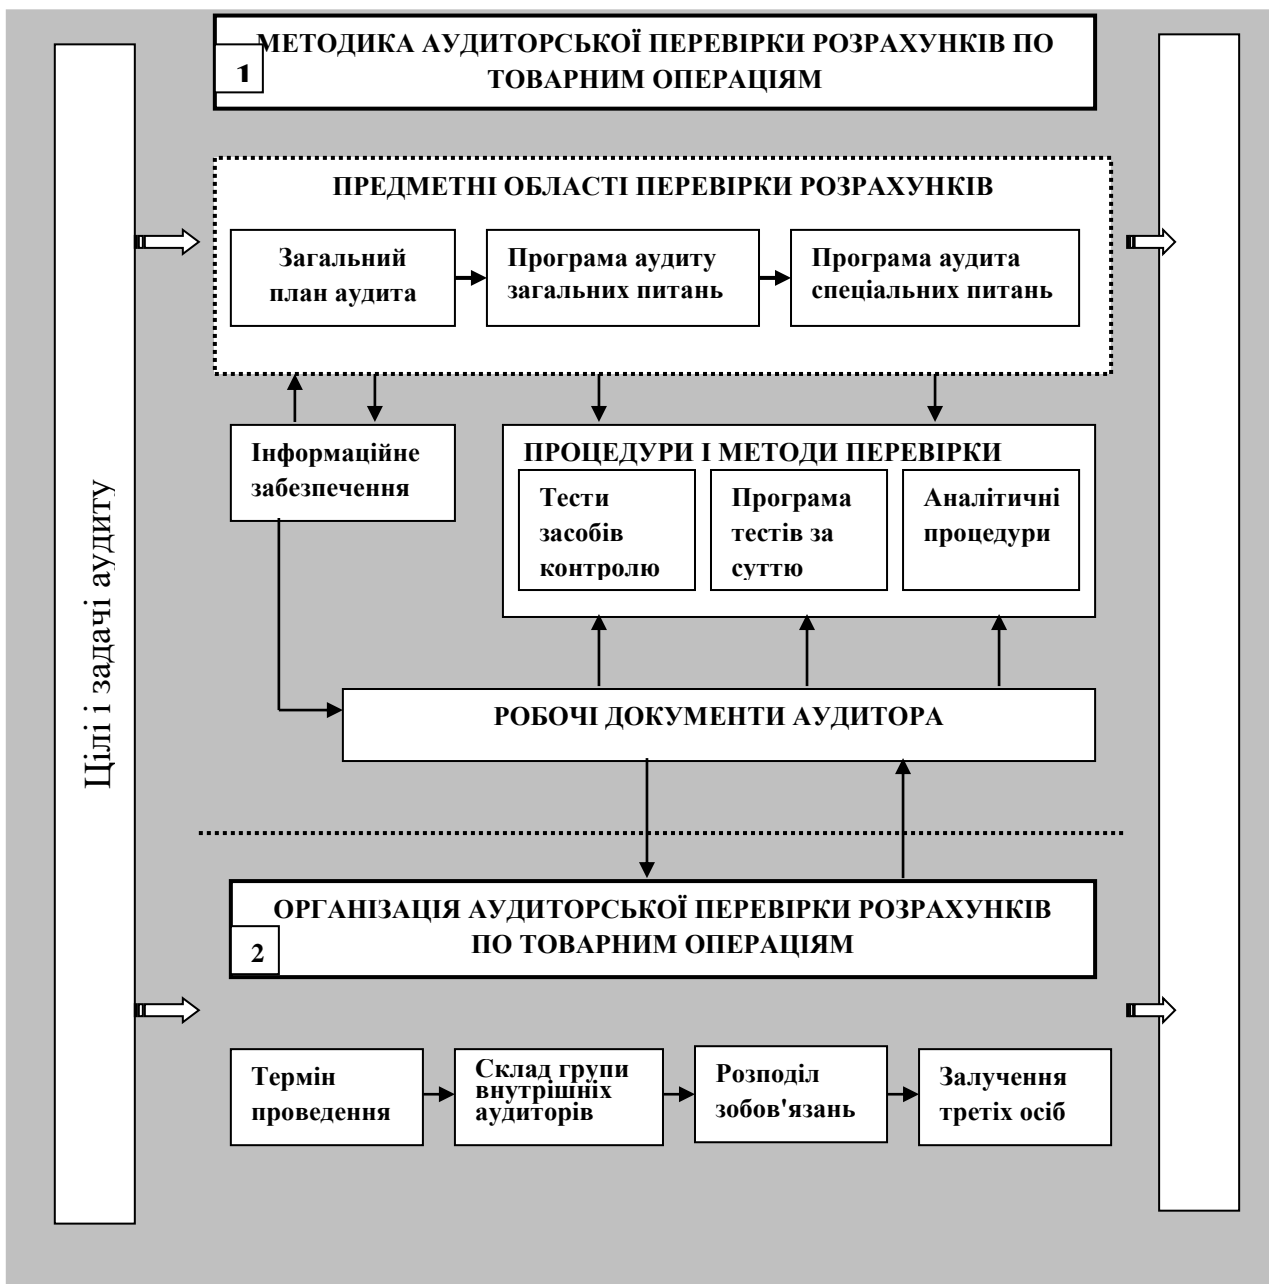 МЕТОДИКА АУДИТОРСЬКОЇ ПЕРЕВІРКИ РОЗРАХУНКІВ ПО
ТОВАРНИМ ОПЕРАЦІЯМ
1
ПРЕДМЕТНІ ОБЛАСТІ ПЕРЕВІРКИ РОЗРАХУНКІВ
Загальний
план аудита
Програма аудиту
загальних питань
Програма аудита
спеціальних питань
Інформаційне
забезпечення
ПРОЦЕДУРИ І МЕТОДИ ПЕРЕВІРКИ
Тести
засобів
контролю
Програма
тестів за
суттю
Аналітичні
процедури
Цілі і задачі аудиту
РОБОЧІ ДОКУМЕНТИ АУДИТОРА
ОРГАНІЗАЦІЯ АУДИТОРСЬКОЇ ПЕРЕВІРКИ РОЗРАХУНКІВ
ПО ТОВАРНИМ ОПЕРАЦІЯМ
2
Термін
проведення
Склад групи
внутрішніх
аудиторів
Розподіл
зобов'язань
Залучення
третіх осіб